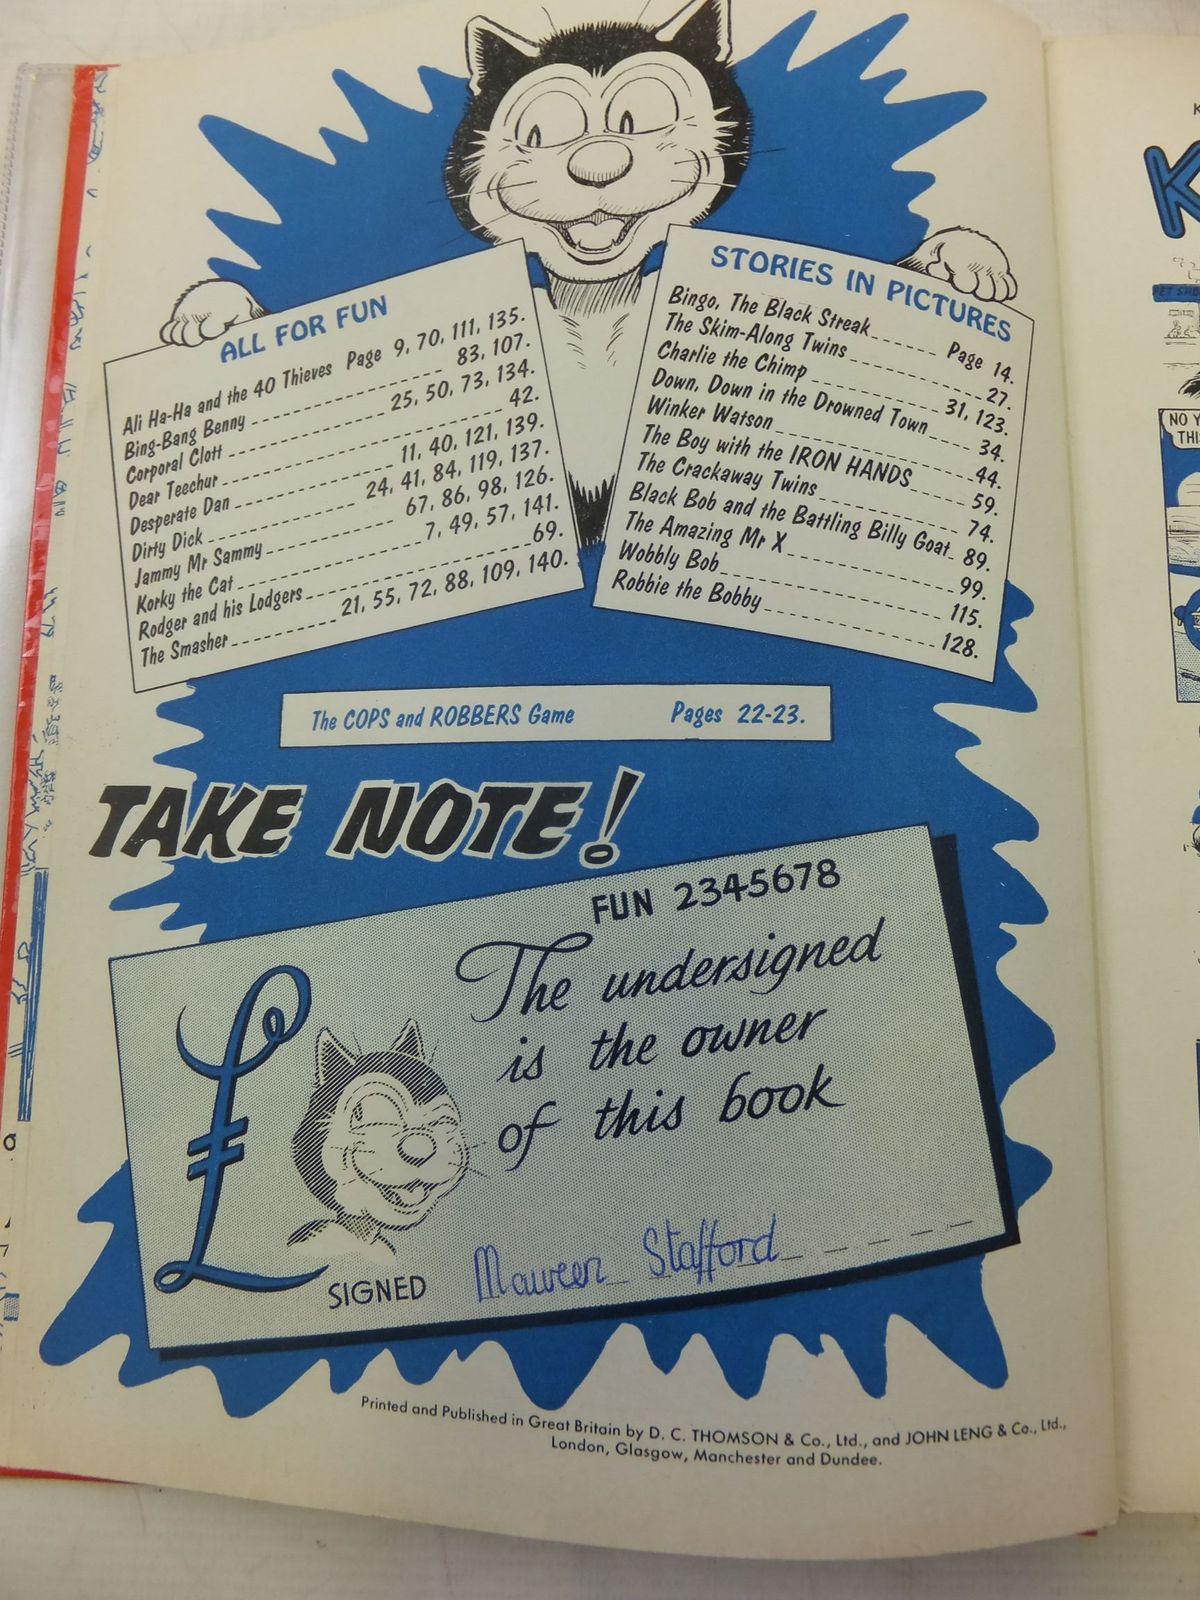 ALL FOR FUN
Ali Ha-Ha and the 40 Thieves Page 9, 70, 111, 135.
Bing-Bang Benny 83, 107.
Corporal Clott 25, 50, 73, 134.
Dear Teechur 42.
Desperate Dan 11, 40, 121, 139.
Dirty Dick 24, 41, 84, 119, 137.
Jammy Mr Sammy 67, 86, 98, 126.
Korky the Cat 7, 49, 57, 141.
Rodger and his Lodgers 69.
The Smasher 21, 55, 72, 88, 109, 140.
STORIES IN PICTURES
Bingo, The Black Streak Page 14.
The Skim-Along Twins 27.
Charlie the Chimp 31, 123.
Down, Down in the Drowned Town 34.
Winker Watson 44.
The Boy with the IRON HANDS 59.
The Crackaway Twins 74.
Black Bob and the Battling Billy Goat 89.
The Amazing Mr X 99.
Wobbly Bob 115.
Robbie the Bobby 128.
The COPS and ROBBERS Game Pages 22-23.
TAKE NOTE!
FUN 2345678
£
The undersigned
is the owner
of this book
SIGNED Maureen Stafford
Printed and Published in Great Britain by D. C. THOMSON & Co., Ltd., and JOHN LENG & Co., Ltd.,
London, Glasgow, Manchester and Dundee.
K
NO